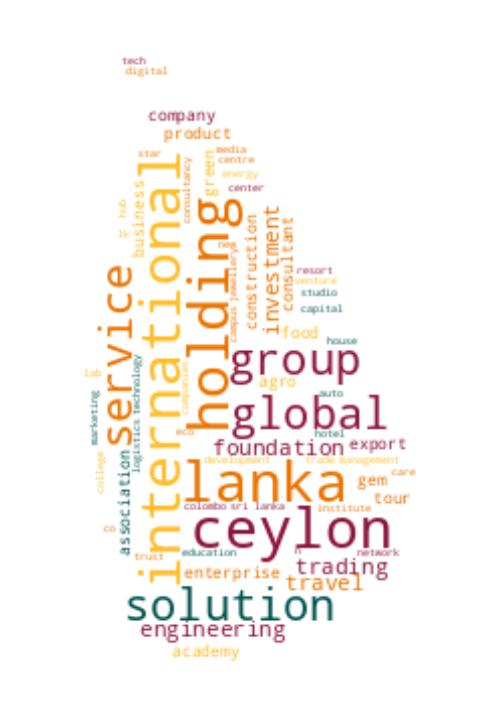 tech
digital
company
product
star
media
centre
green
consultancy
energy
center
international
business
hub
lk
holding
investment
construction
consultant
new
jewellery
campus
service
resort
venture
studio
capital
food
house
group
technology
logistics
companies
lab
agro
marketing
auto
global
eco
hotel
foundation
export
association
college
development
trade
management
lanka
care
gem
tour
colombo
sri lanka
institute
ceylon
co
trust
education
n
network
trading
enterprise
travel
solution
engineering
academy